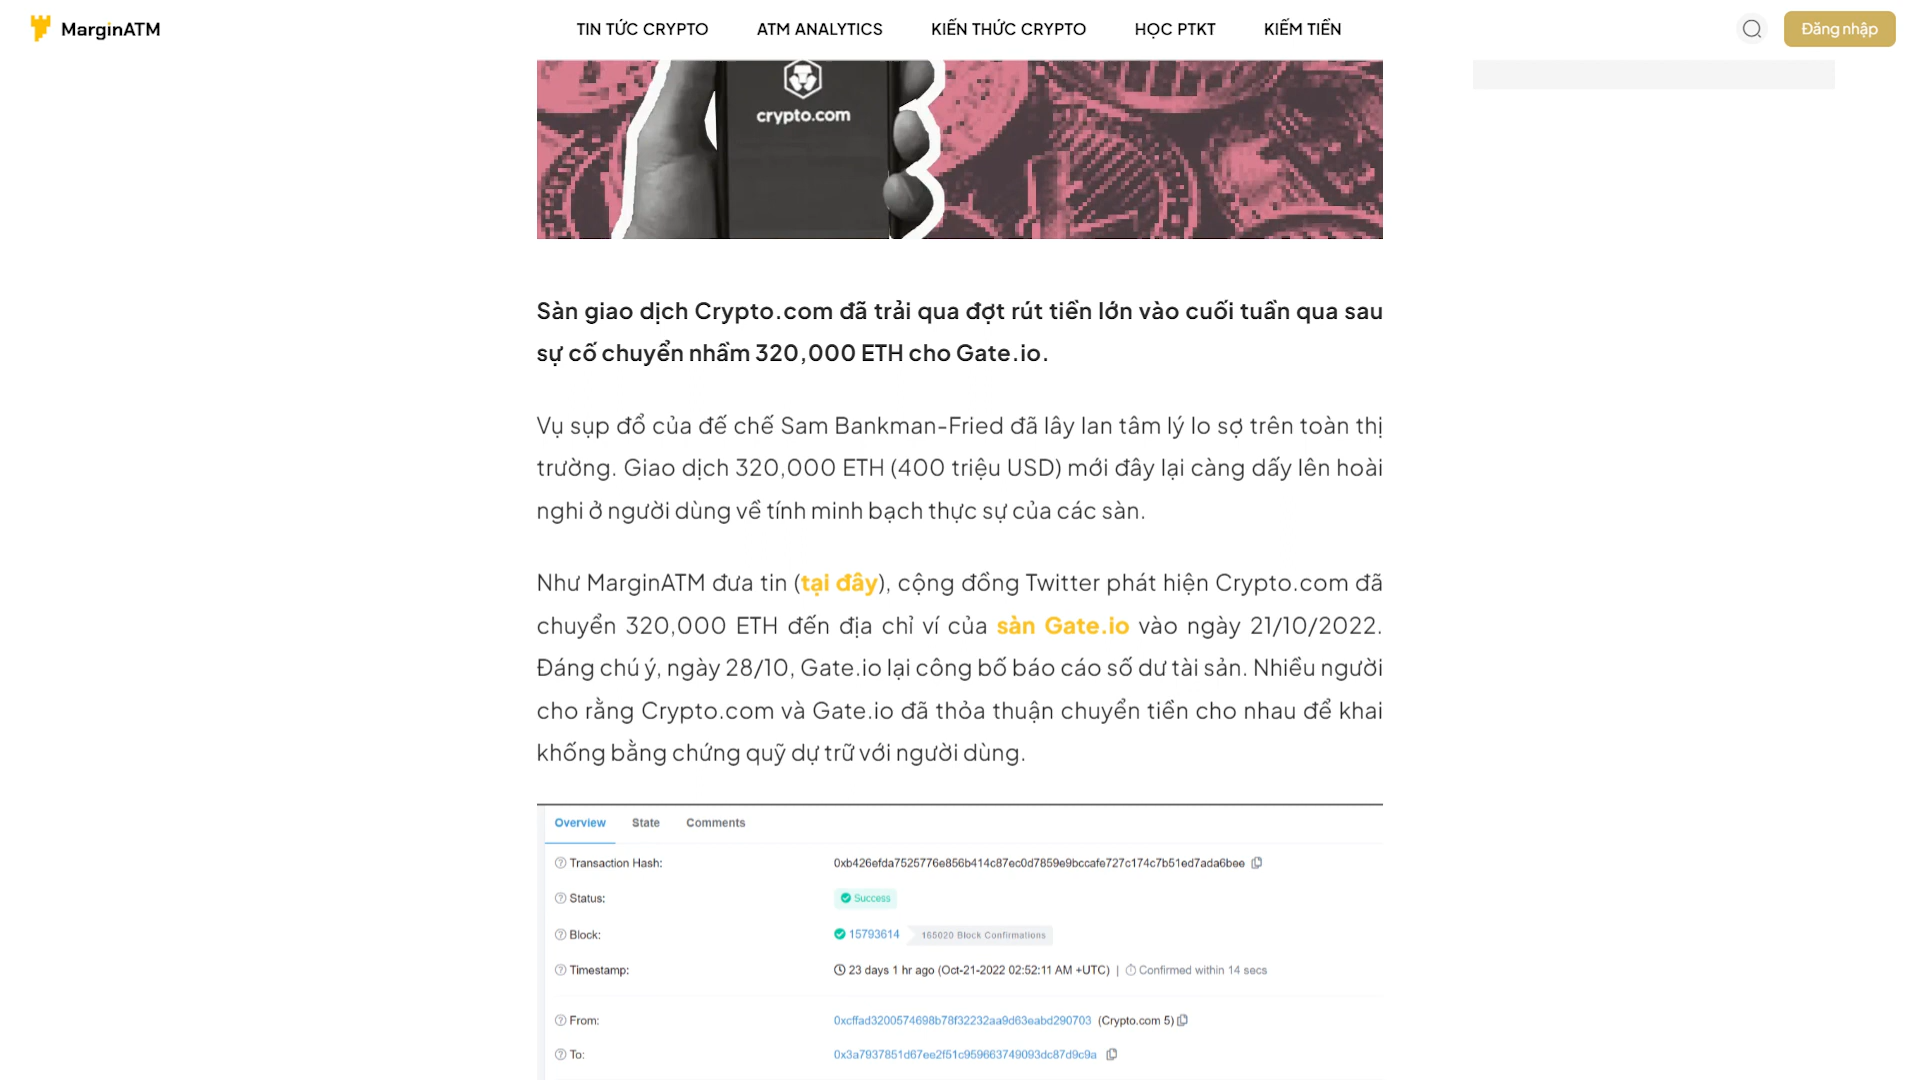 MarginATM
TIN TỨC CRYPTO
ATM ANALYTICS
KIẾN THỨC CRYPTO
HỌC PTKT
KIẾM TIỀN
Đăng nhập
crypto.com
Sàn giao dịch Crypto.com đã trải qua đợt rút tiền lớn vào cuối tuần qua sau
sự cố chuyển nhầm 320,000 ETH cho Gate.io.
Vụ sụp đổ của đế chế Sam Bankman-Fried đã lây lan tâm lý lo sợ trên toàn thị
trường. Giao dịch 320,000 ETH (400 triệu USD) mới đây lại càng dấy lên hoài
nghi ở người dùng về tính minh bạch thực sự của các sàn.
Như MarginATM đưa tin (tại đây), cộng đồng Twitter phát hiện Crypto.com đã
chuyển 320,000 ETH đến địa chỉ ví của sàn Gate.io vào ngày 21/10/2022.
Đáng chú ý, ngày 28/10, Gate.io lại công bố báo cáo số dư tài sản. Nhiều người
cho rằng Crypto.com và Gate.io đã thỏa thuận chuyển tiền cho nhau để khai
khống bằng chứng quỹ dự trữ với người dùng.
Overview State Comments
Transaction Hash: 0xb426efda7525776e856b414c87ec0d7859e9bccafe727c174c7b51ed7ada6bee
Status: Success
Block: 15793614 165020 Block Confirmations
Timestamp: 23 days 1 hr ago (Oct-21-2022 02:52:11 AM +UTC) | Confirmed within 14 secs
From: 0xcffad3200574698b78f32232aa9d63eabd290703 (Crypto.com 5)
To: 0x3a7937851d67ee2f51c959663749093dc87d9c9a